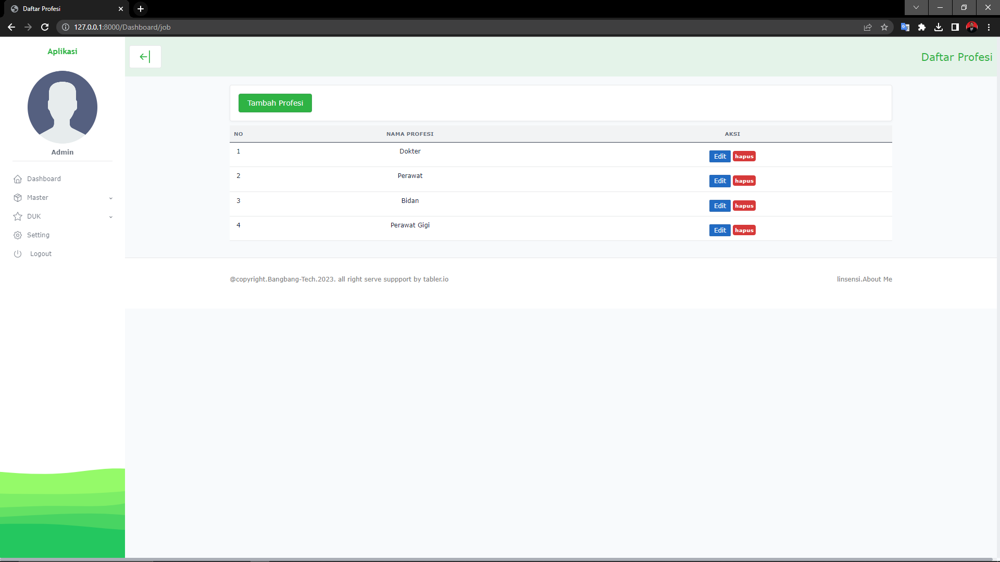 Daftar Profesi
127.0.0.1:8000/Dashboard/job
Aplikasi
Admin
Dashboard
Master
DUK
Setting
Logout
Daftar Profesi
Tambah Profesi
NO NAMA PROFESI AKSI
1 Dokter Edit hapus
2 Perawat Edit hapus
3 Bidan Edit hapus
4 Perawat Gigi Edit hapus
@copyright.Bangbang-Tech.2023. all right serve suppport by tabler.io linsensi.About Me